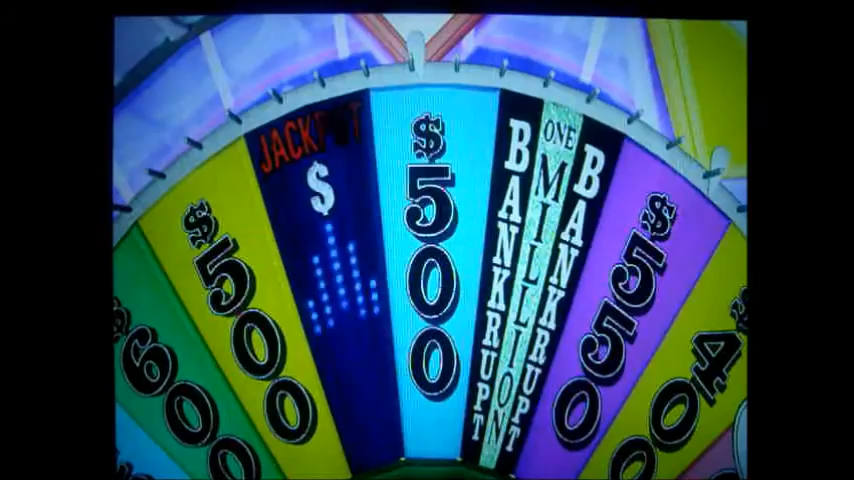 $600
$500
JACKPOT
$
$500
BANKRUPT
ONE
MILLION
BANKRUPT
$550
$400